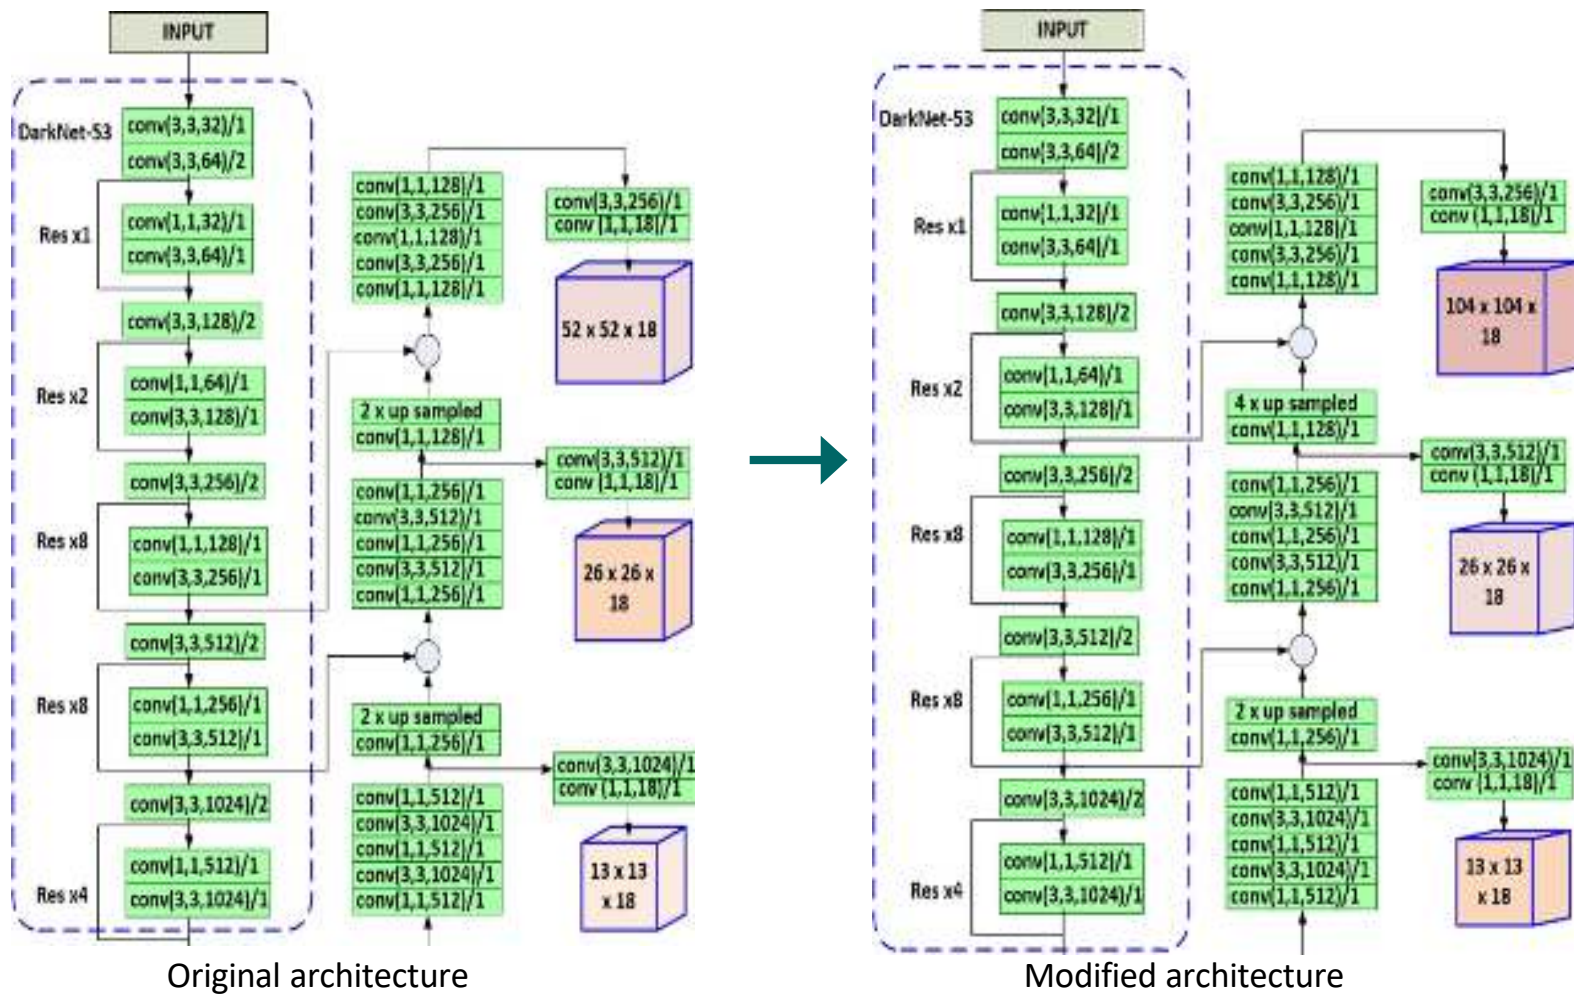 INPUT
DarkNet-53
conv(3,3,32)/1
conv(3,3,64)/2
Res x1
conv(1,1,32)/1
conv(3,3,64)/1
conv(3,3,128)/2
Res x2
conv(1,1,64)/1
conv(3,3,128)/1
conv(3,3,256)/2
Res x8
conv(1,1,128)/1
conv(3,3,256)/1
conv(3,3,512)/2
Res x8
conv(1,1,256)/1
conv(3,3,512)/1
conv(3,3,1024)/2
Res x4
conv(1,1,512)/1
conv(3,3,1024)/1
conv(1,1,128)/1
conv(3,3,256)/1
conv(1,1,128)/1
conv(3,3,256)/1
conv(1,1,128)/1
2 x up sampled
conv(1,1,128)/1
conv(1,1,256)/1
conv(3,3,512)/1
conv(1,1,256)/1
conv(3,3,512)/1
conv(1,1,256)/1
2 x up sampled
conv(1,1,256)/1
conv(1,1,512)/1
conv(3,3,1024)/1
conv(1,1,512)/1
conv(3,3,1024)/1
conv(1,1,512)/1
conv(3,3,256)/1
conv (1,1,18)/1
52 x 52 x 18
conv(3,3,512)/1
conv (1,1,18)/1
26 x 26 x
18
conv(3,3,1024)/1
conv (1,1,18)/1
13 x 13
x 18
Original architecture
INPUT
DarkNet-53
conv(3,3,32)/1
conv(3,3,64)/2
Res x1
conv(1,1,32)/1
conv(3,3,64)/1
conv(3,3,128)/2
Res x2
conv(1,1,64)/1
conv(3,3,128)/1
conv(3,3,256)/2
Res x8
conv(1,1,128)/1
conv(3,3,256)/1
conv(3,3,512)/2
Res x8
conv(1,1,256)/1
conv(3,3,512)/1
conv(3,3,1024)/2
Res x4
conv(1,1,512)/1
conv(3,3,1024)/1
conv(1,1,128)/1
conv(3,3,256)/1
conv(1,1,128)/1
conv(3,3,256)/1
conv(1,1,128)/1
4 x up sampled
conv(1,1,128)/1
conv(1,1,256)/1
conv(3,3,512)/1
conv(1,1,256)/1
conv(3,3,512)/1
conv(1,1,256)/1
2 x up sampled
conv(1,1,256)/1
conv(1,1,512)/1
conv(3,3,1024)/1
conv(1,1,512)/1
conv(3,3,1024)/1
conv(1,1,512)/1
conv(3,3,256)/1
conv (1,1,18)/1
104 x 104 x
18
conv(3,3,512)/1
conv (1,1,18)/1
26 x 26 x
18
conv(3,3,1024)/1
conv (1,1,18)/1
13 x 13
x 18
Modified architecture